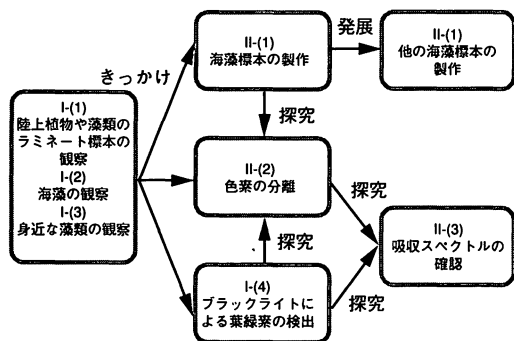 II-(1)
海藻標本の製作
発展
II-(1)
他の海藻標本の
製作
きっかけ
I-(1)
陸上植物や藻類の
ラミネート標本の
観察
I-(2)
海藻の観察
I-(3)
身近な藻類の観察
探究
II-(2)
色素の分離
探究
探究
II-(3)
吸収スペクトルの
確認
I-(4)
ブラックライトに
よる葉緑素の検出
探究